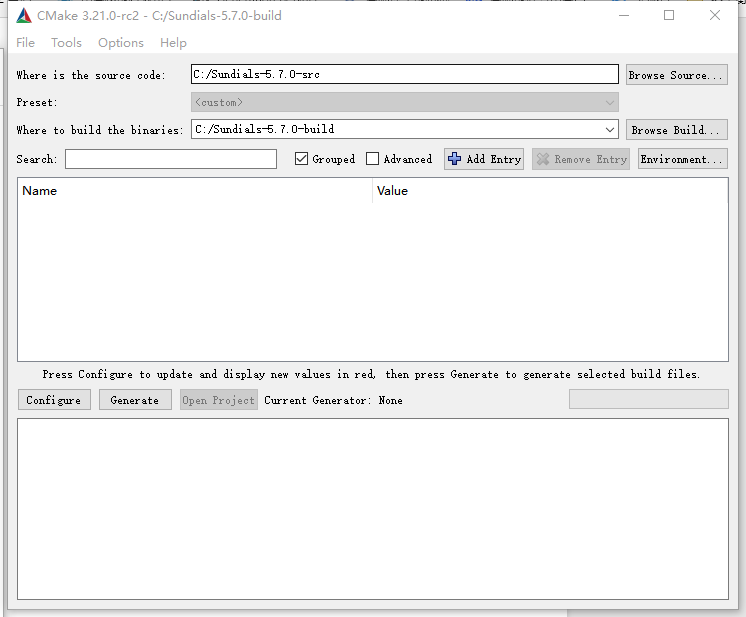 CMake 3.21.0-rc2 - C:/Sundials-5.7.0-build
File Tools Options Help
Where is the source code: C:/Sundials-5.7.0-src Browse Source...
Preset: <custom>
Where to build the binaries: C:/Sundials-5.7.0-build Browse Build...
Search: Grouped Advanced Add Entry Remove Entry Environment...
Name Value
Press Configure to update and display new values in red, then press Generate to generate selected build files.
Configure Generate Open Project Current Generator: None